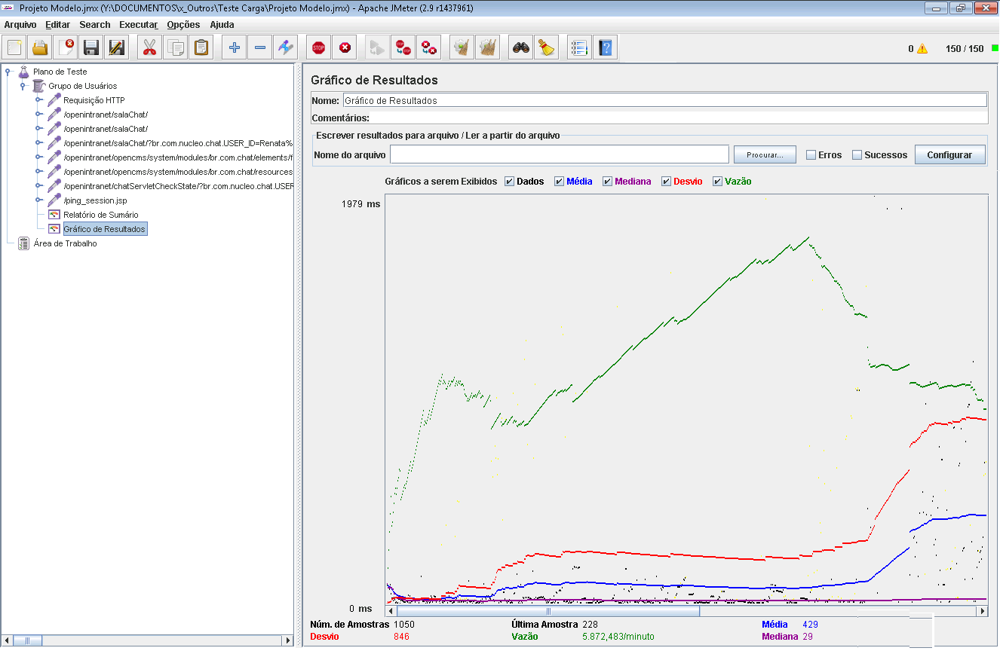 Projeto Modelo.jmx (Y:\DOCUMENTOS\x_Outros\Teste Carga\Projeto Modelo.jmx) - Apache JMeter (2.9 r1437961)
Arquivo Editar Search Executar Opções Ajuda
STOP 0 150 / 150
Plano de Teste
Grupo de Usuários
Requisição HTTP
/openintranet/salaChat/
/openintranet/salaChat/
/openintranet/salaChat/?br.com.nucleo.chat.USER_ID=Renata%
/openintranet/opencms/system/modules/br.com.chat/elements/f
/openintranet/opencms/system/modules/br.com.chat/resources
/openintranet/chatServletCheckState/?br.com.nucleo.chat.USER
/ping_session.jsp
Relatório de Sumário
Gráfico de Resultados
Área de Trabalho
Gráfico de Resultados
Nome: Gráfico de Resultados
Comentários:
Escrever resultados para arquivo / Ler a partir do arquivo
Nome do arquivo Procurar... Erros Sucessos Configurar
Gráficos a serem Exibidos Dados Média Mediana Desvio Vazão
1979 ms
0 ms
Núm. de Amostras 1050 Última Amostra 228 Média 429
Desvio 846 Vazão 5.872,483/minuto Mediana 29